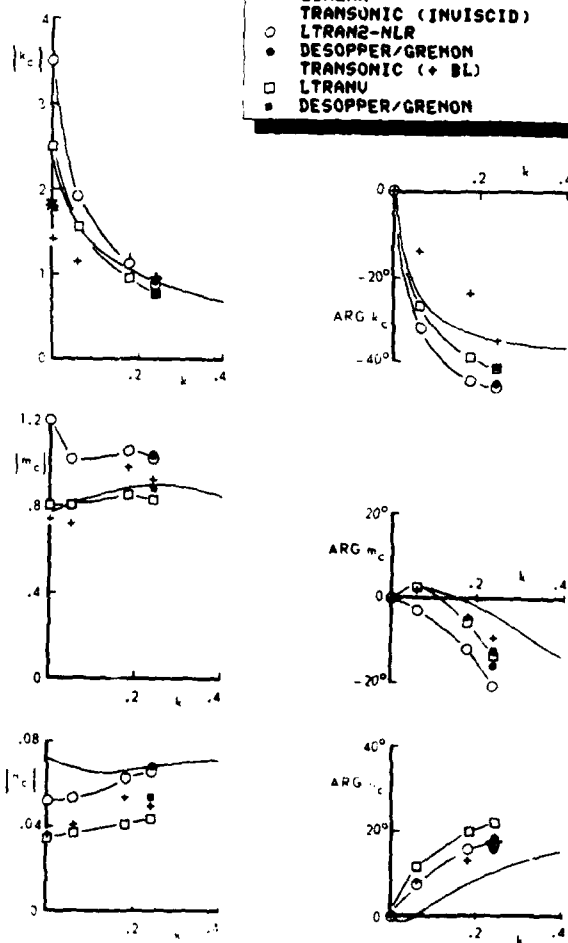 TRANSONIC (INVISCID)
LTRAN2-NLR
DESOPPER/GRENON
TRANSONIC (+ BL)
LTRANV
DESOPPER/GRENON
4
|k_c|
3
2
1
0
.2
k
.4
0
.2
k
.4
-20°
ARG k_c
-40°
1.2
|m_c|
.8
.4
0
.2
k
.4
20°
ARG m_c
0
.2
k
.4
-20°
.08
|n_c|
.04
0
.2
k
.4
40°
ARG
20°
0
.2
k
.4